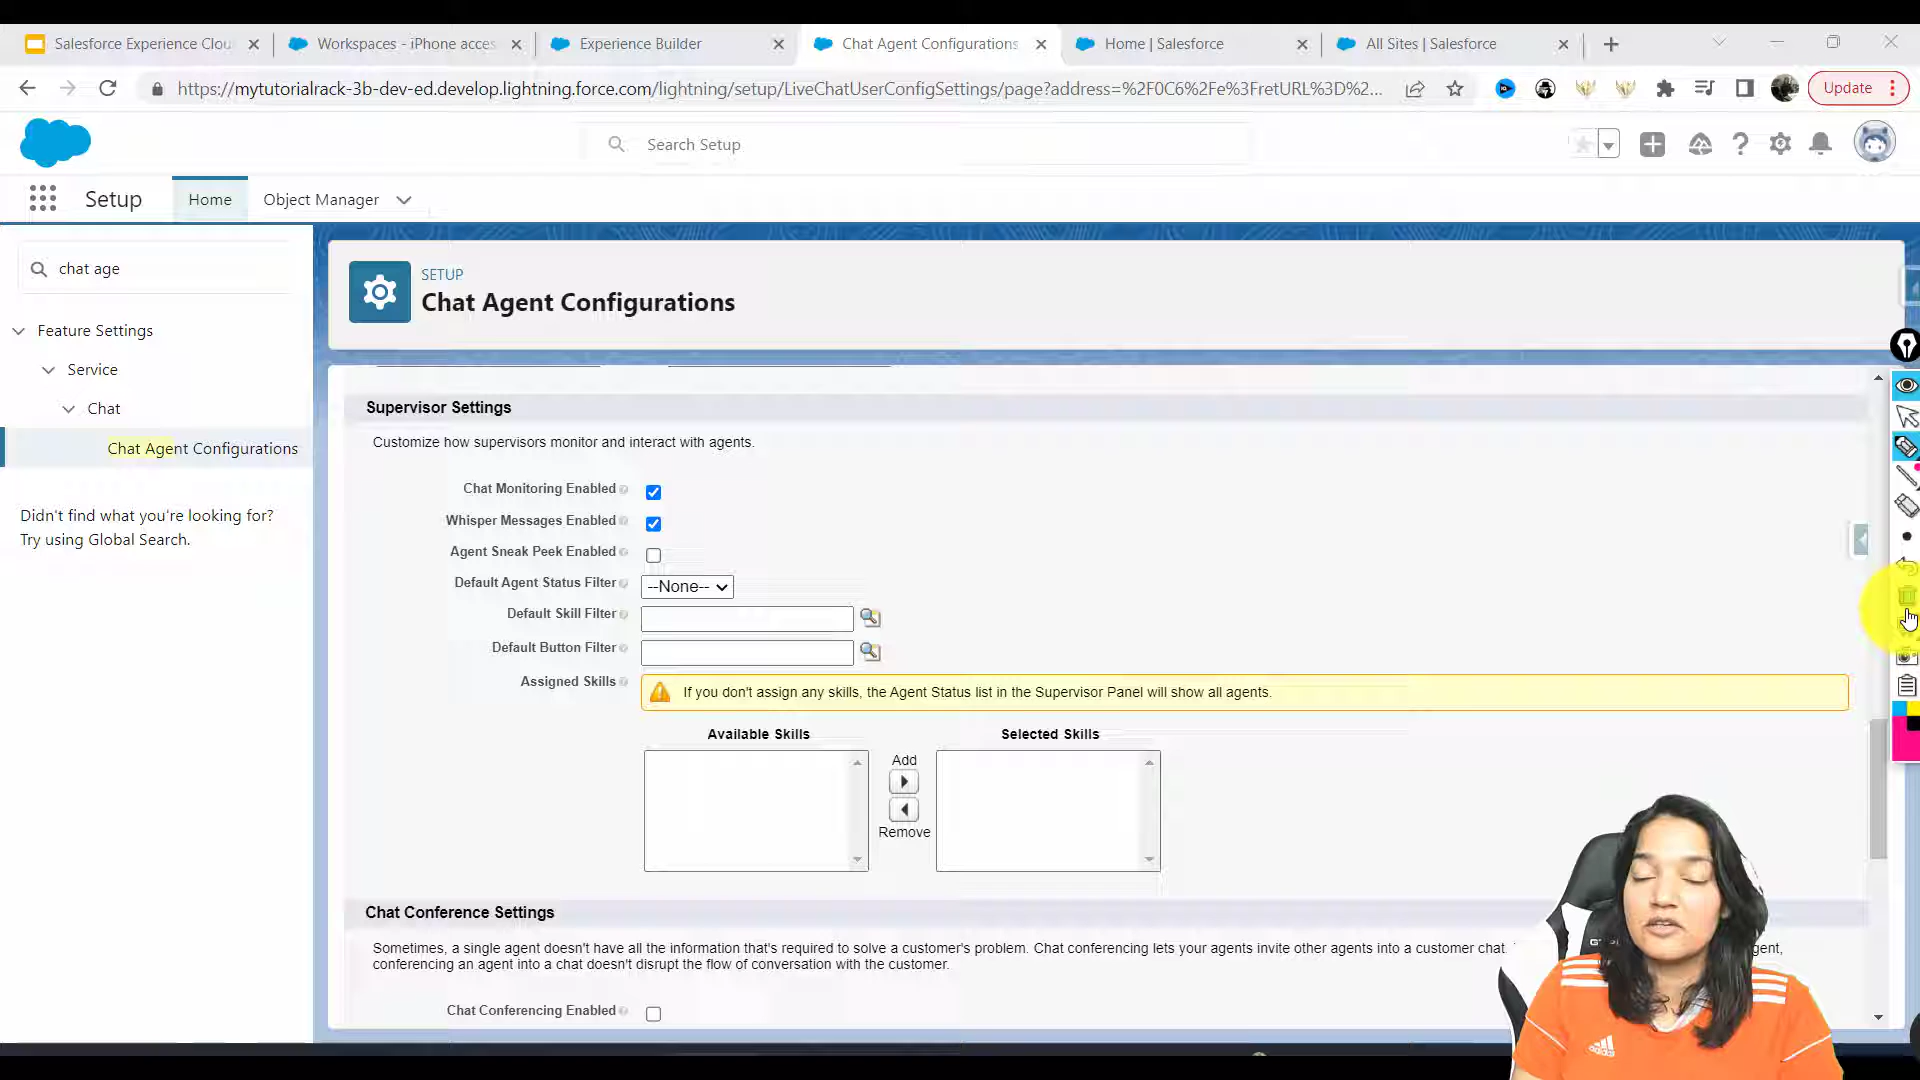 Salesforce Experience Clou
Workspaces - iPhone acces
Experience Builder
Chat Agent Configurations
Home | Salesforce
All Sites | Salesforce
https://mytutorialrack-3b-dev-ed.develop.lightning.force.com/lightning/setup/LiveChatUserConfigSettings/page?address=%2F0C6%2Fe%3FretURL%3D%2...
Update
Search Setup
Setup
Home
Object Manager
chat age
Feature Settings
Service
Chat
Chat Agent Configurations
Didn't find what you're looking for?
Try using Global Search.
SETUP
Chat Agent Configurations
Supervisor Settings
Customize how supervisors monitor and interact with agents.
Chat Monitoring Enabled
Whisper Messages Enabled
Agent Sneak Peek Enabled
Default Agent Status Filter
--None--
Default Skill Filter
Default Button Filter
Assigned Skills
If you don't assign any skills, the Agent Status list in the Supervisor Panel will show all agents.
Available Skills
Add
Remove
Selected Skills
Chat Conference Settings
Sometimes, a single agent doesn't have all the information that's required to solve a customer's problem. Chat conferencing lets your agents invite other agents into a customer chat. gent,
conferencing an agent into a chat doesn't disrupt the flow of conversation with the customer.
Chat Conferencing Enabled
adidas